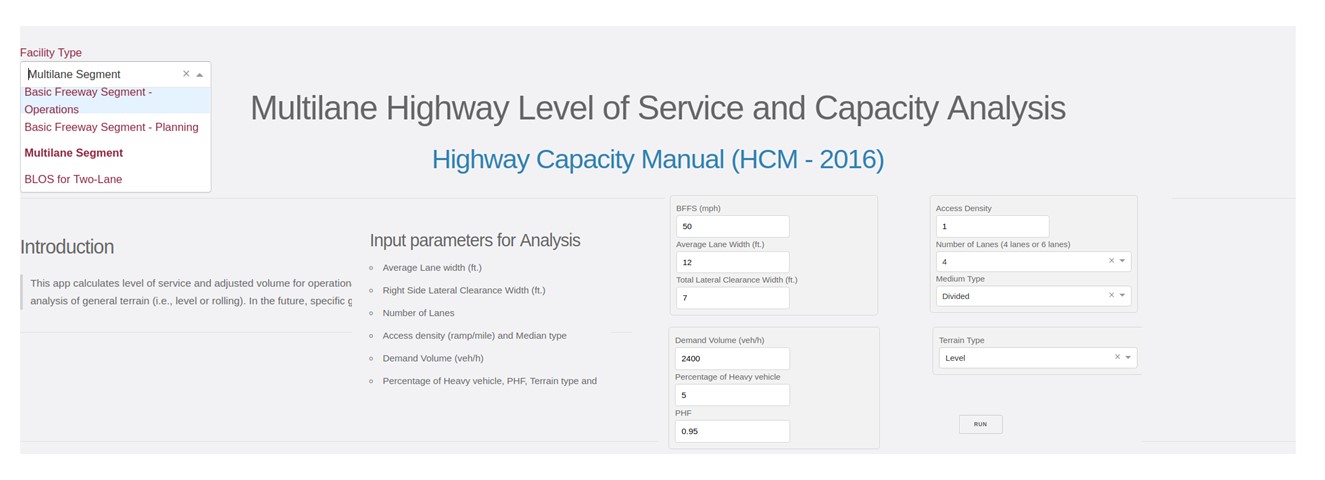 Facility Type
Multilane Segment
Basic Freeway Segment -
Operations
Basic Freeway Segment - Planning
Multilane Segment
BLOS for Two-Lane
Multilane Highway Level of Service and Capacity Analysis
Highway Capacity Manual (HCM - 2016)
Introduction
This app calculates level of service and adjusted volume for operation
analysis of general terrain (i.e., level or rolling). In the future, specific g
Input parameters for Analysis
Average Lane width (ft.)
Right Side Lateral Clearance Width (ft.)
Number of Lanes
Access density (ramp/mile) and Median type
Demand Volume (veh/h)
Percentage of Heavy vehicle, PHF, Terrain type and
BFFS (mph)
50
Average Lane Width (ft.)
12
Total Lateral Clearance Width (ft.)
7
Demand Volume (veh/h)
2400
Percentage of Heavy vehicle
5
PHF
0.95
Access Density
1
Number of Lanes (4 lanes or 6 lanes)
4
Medium Type
Divided
Terrain Type
Level
RUN